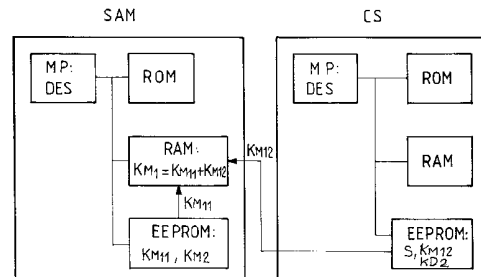 SAM
CS
MP:
DES
ROM
RAM:
KM1 = KM11 + KM12
KM11
EEPROM:
KM11, KM2
KM12
MP:
DES
ROM
RAM
EEPROM:
S, KM12
KD2